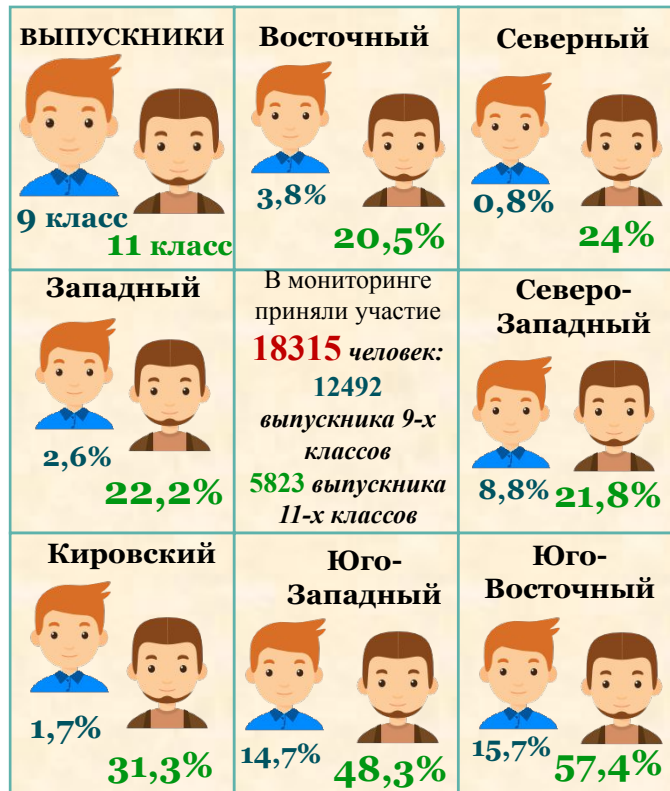 ВЫПУСКНИКИ
9 класс
11 класс
Восточный
3,8%
20,5%
Северный
0,8%
24%
Западный
2,6%
22,2%
В мониторинге
приняли участие
18315 человек:
12492
выпускника 9-х
классов
5823 выпускника
11-х классов
Северо-
Западный
8,8%
21,8%
Кировский
1,7%
31,3%
Юго-
Западный
14,7%
48,3%
Юго-
Восточный
15,7%
57,4%